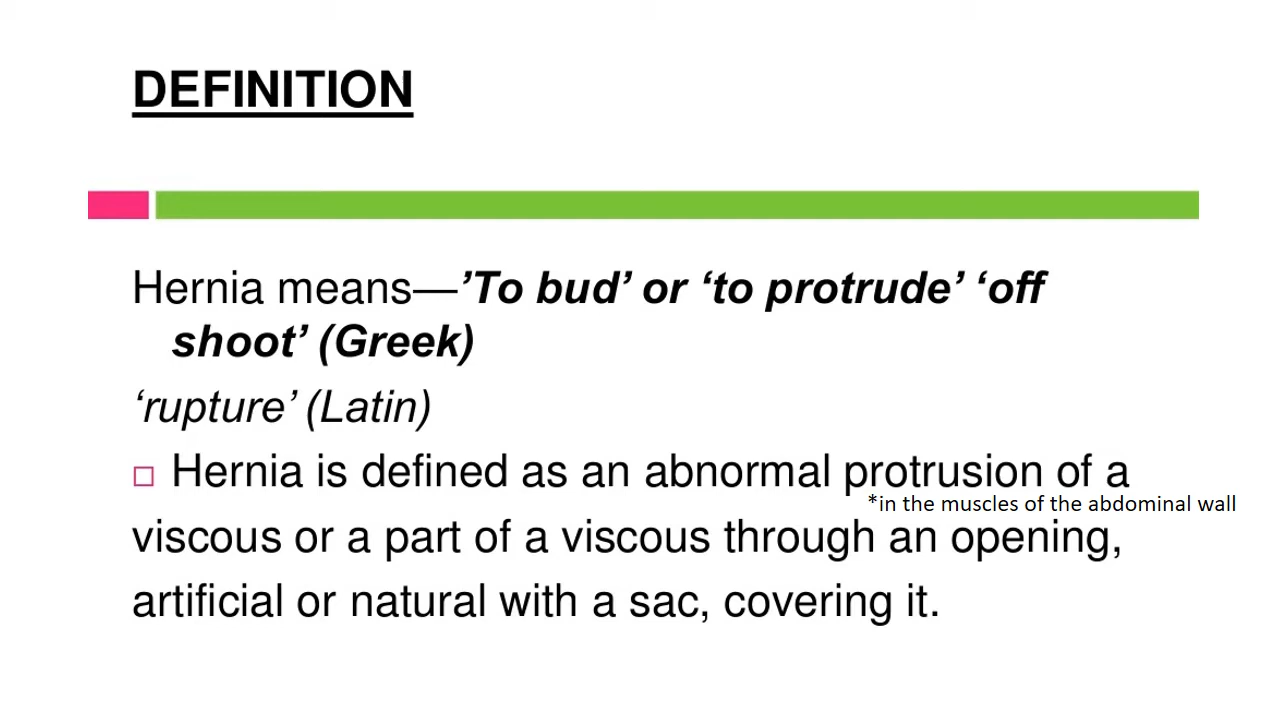 DEFINITION
Hernia means—’To bud’ or ‘to protrude’ ‘off
shoot’ (Greek)
‘rupture’ (Latin)
Hernia is defined as an abnormal protrusion of a
*in the muscles of the abdominal wall
viscous or a part of a viscous through an opening,
artificial or natural with a sac, covering it.